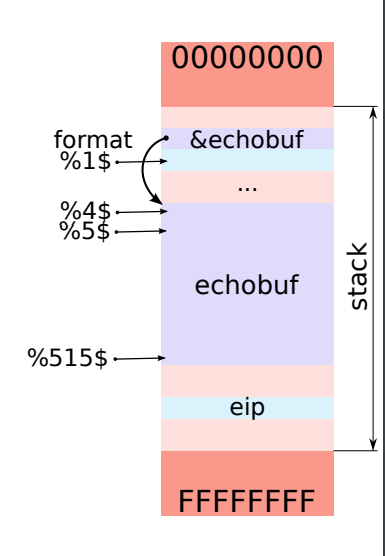 00000000
format
&echobuf
%1$
...
%4$
%5$
echobuf
stack
%515$
eip
FFFFFFFF